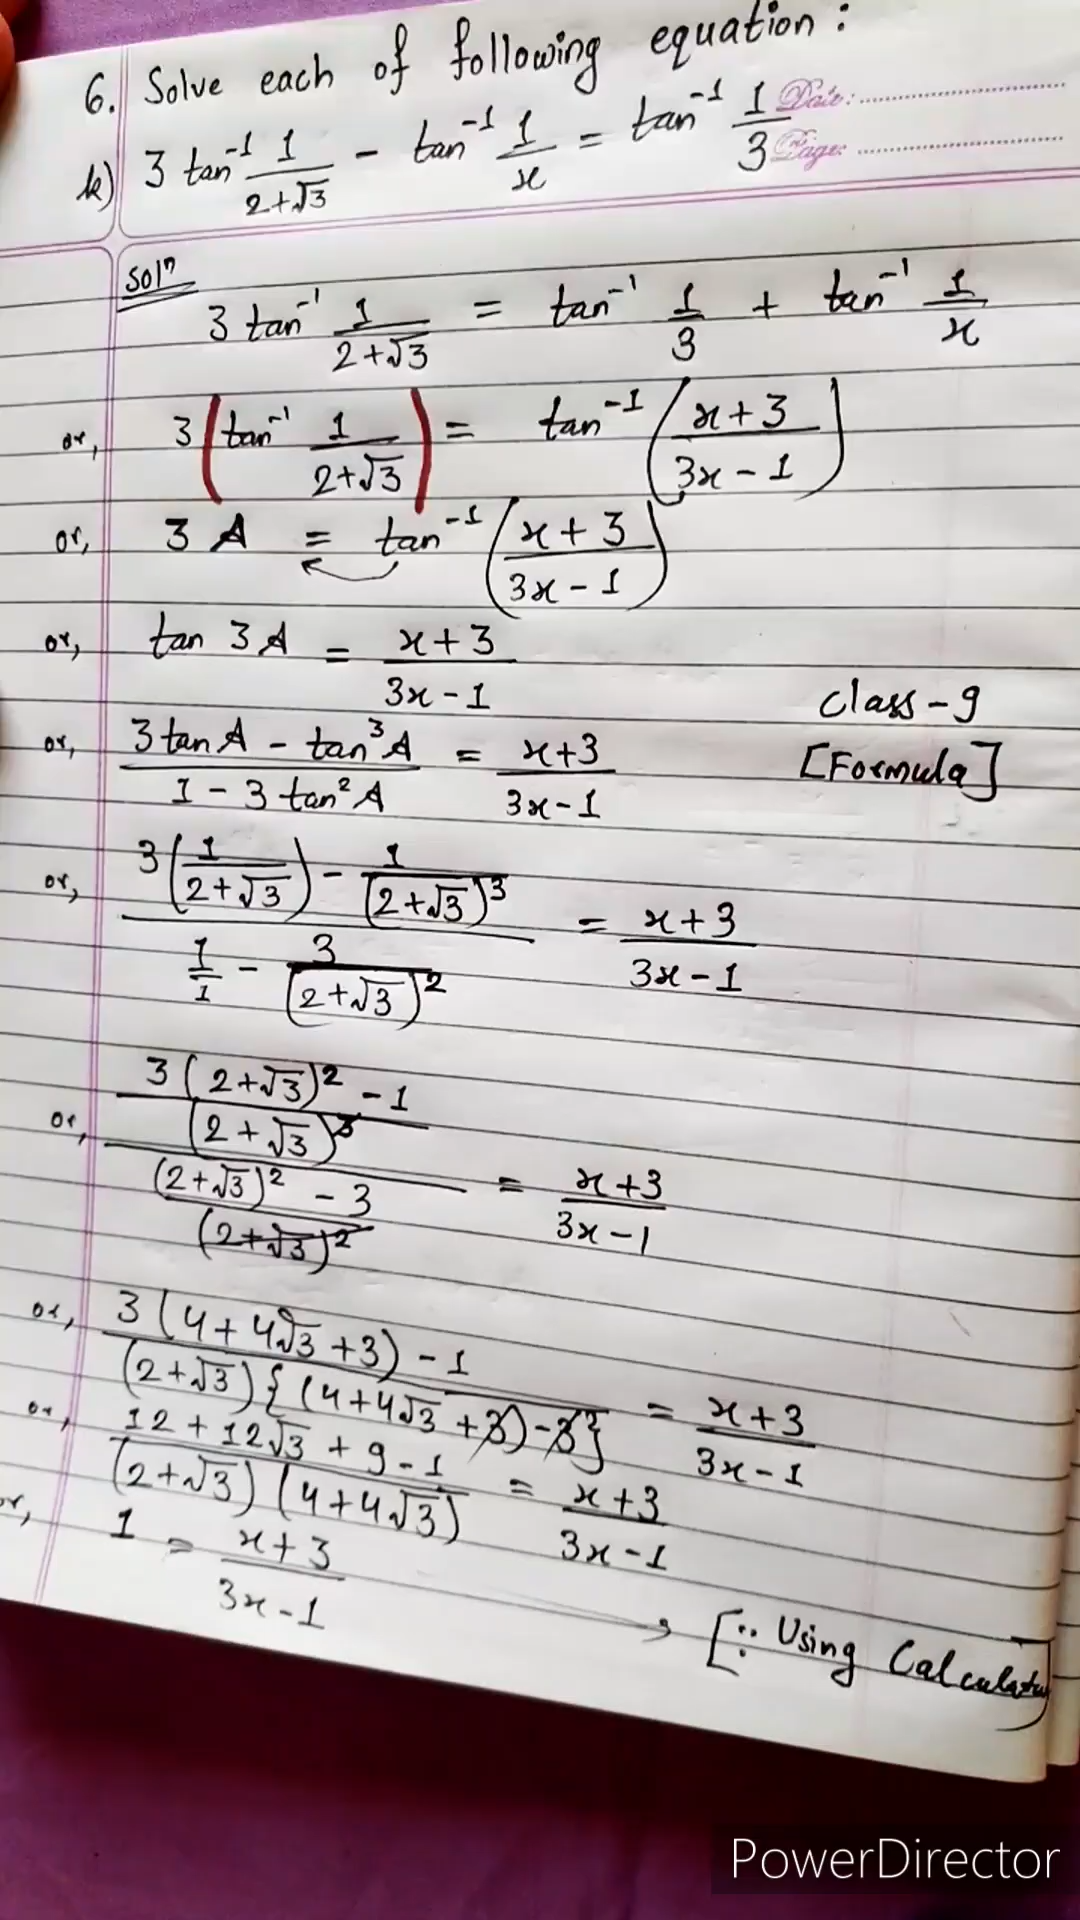 6. Solve each of following equation :
k) 3 tan⁻¹ 1/(2+√3) − tan⁻¹ 1/x = tan⁻¹ 1/3
Date:
Page:
Solⁿ
3 tan⁻¹ 1/(2+√3) = tan⁻¹ 1/3 + tan⁻¹ 1/x
or, 3 (tan⁻¹ 1/(2+√3)) = tan⁻¹ ((x+3)/(3x−1))
or, 3A = tan⁻¹ ((x+3)/(3x−1))
or, tan 3A = (x+3)/(3x−1)
class-9
or, (3 tan A − tan³A)/(1 − 3 tan²A) = (x+3)/(3x−1) [Formula]
or, (3(1/(2+√3)) − 1/(2+√3)³)/(1/1 − 3/(2+√3)²) = (x+3)/(3x−1)
or, ((3(2+√3)² − 1)/(2+√3)³)/(((2+√3)² − 3)/(2+√3)²) = (x+3)/(3x−1)
or, (3(4+4√3+3) − 1)/((2+√3){(4+4√3+3)−3}) = (x+3)/(3x−1)
or, (12+12√3+9−1)/((2+√3)(4+4√3)) = (x+3)/(3x−1)
or, 1 = (x+3)/(3x−1) → [∵ Using Calculator]
PowerDirector